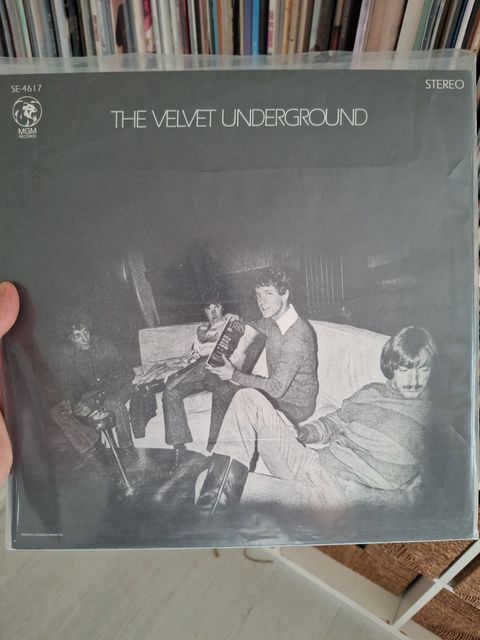 SE-4617
STEREO
MGM
RECORDS
THE VELVET UNDERGROUND